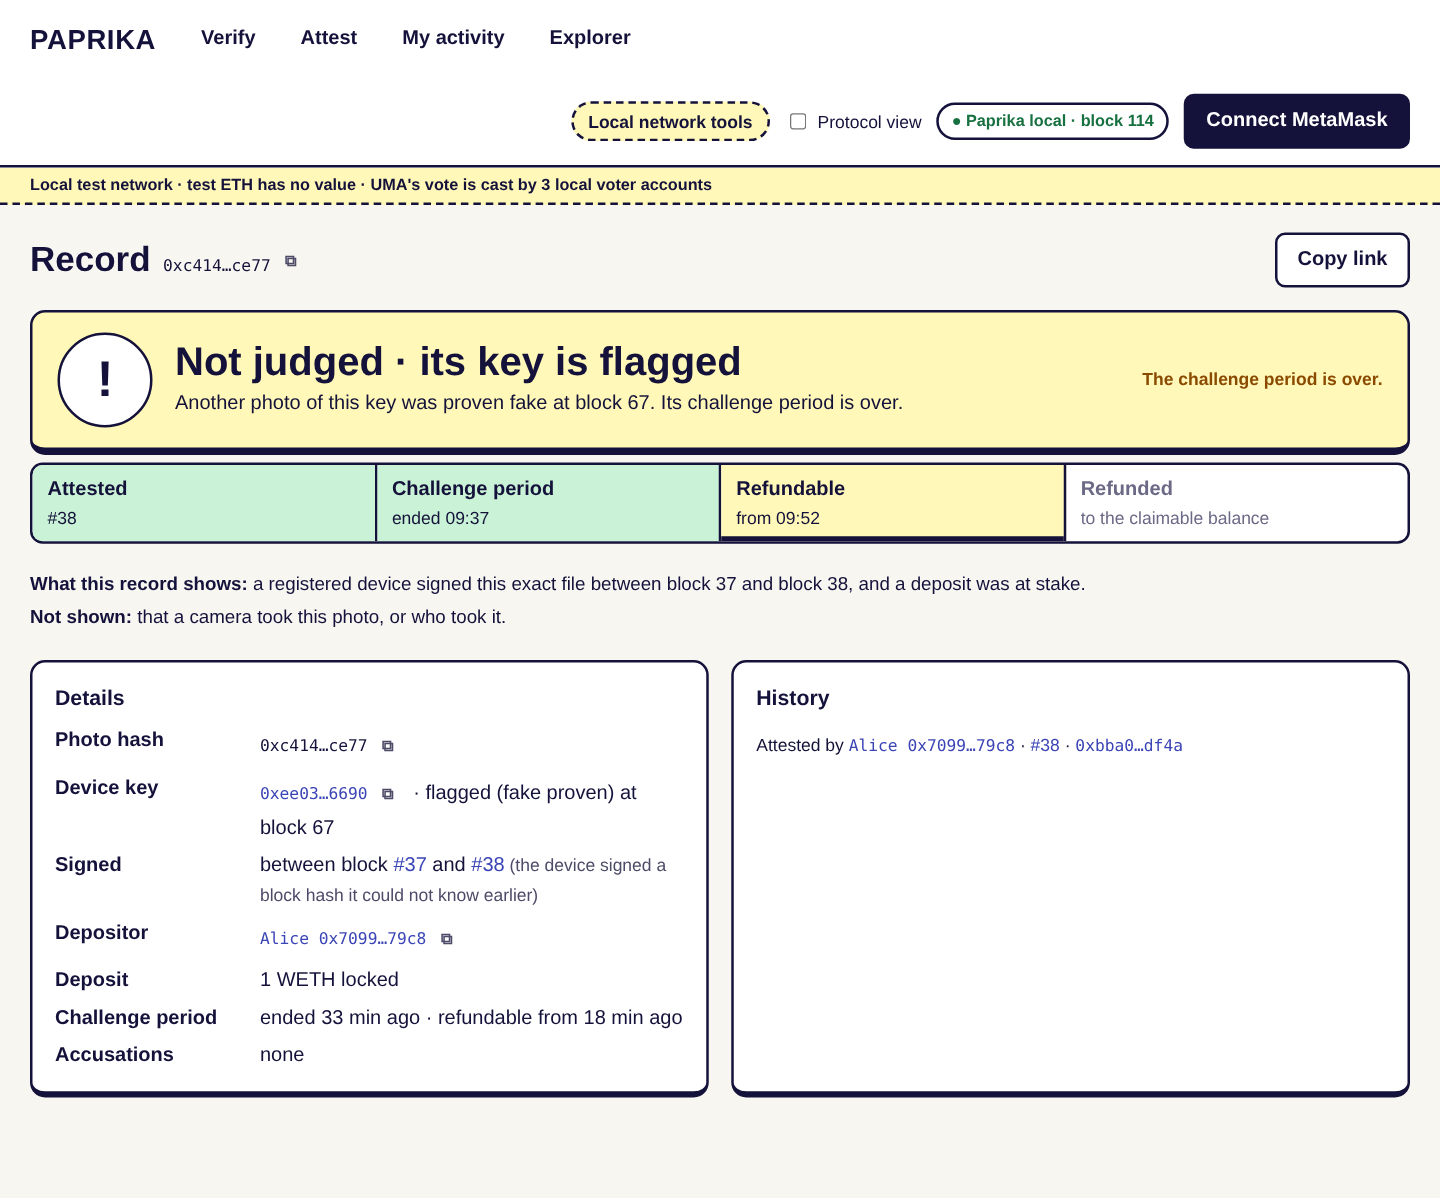 PAPRIKA Verify Attest My activity Explorer
Local network tools Protocol view Paprika local · block 114 Connect MetaMask
Local test network · test ETH has no value · UMA's vote is cast by 3 local voter accounts
Record 0xc414…ce77 Copy link
!
Not judged · its key is flagged
Another photo of this key was proven fake at block 67. Its challenge period is over.
The challenge period is over.
Attested
#38
Challenge period
ended 09:37
Refundable
from 09:52
Refunded
to the claimable balance
What this record shows: a registered device signed this exact file between block 37 and block 38, and a deposit was at stake.
Not shown: that a camera took this photo, or who took it.
Details
Photo hash 0xc414…ce77
Device key 0xee03…6690 · flagged (fake proven) at
block 67
Signed between block #37 and #38 (the device signed a
block hash it could not know earlier)
Depositor Alice 0x7099…79c8
Deposit 1 WETH locked
Challenge period ended 33 min ago · refundable from 18 min ago
Accusations none
History
Attested by Alice 0x7099…79c8 · #38 · 0xbba0…df4a